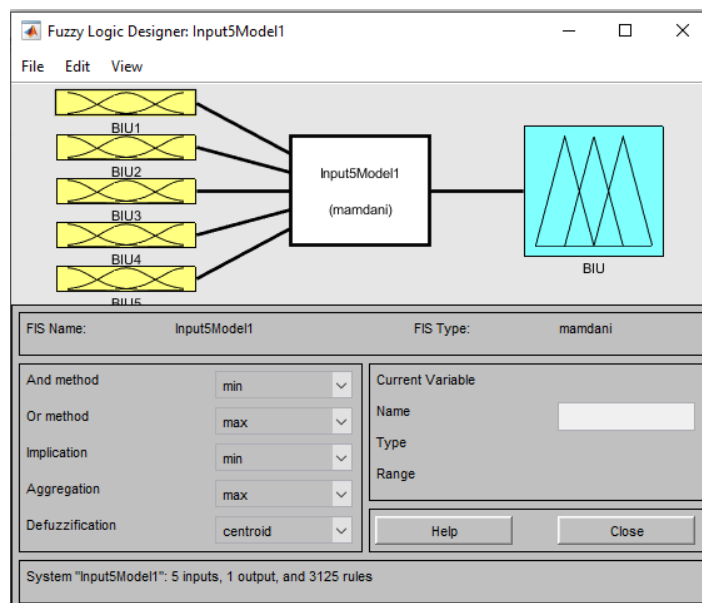 Fuzzy Logic Designer: Input5Model1
File Edit View
BIU1
BIU2
BIU3
BIU4
BIU5
Input5Model1
(mamdani)
BIU
FIS Name: Input5Model1 FIS Type: mamdani
And method min
Or method max
Implication min
Aggregation max
Defuzzification centroid
Current Variable
Name
Type
Range
Help Close
System "Input5Model1": 5 inputs, 1 output, and 3125 rules